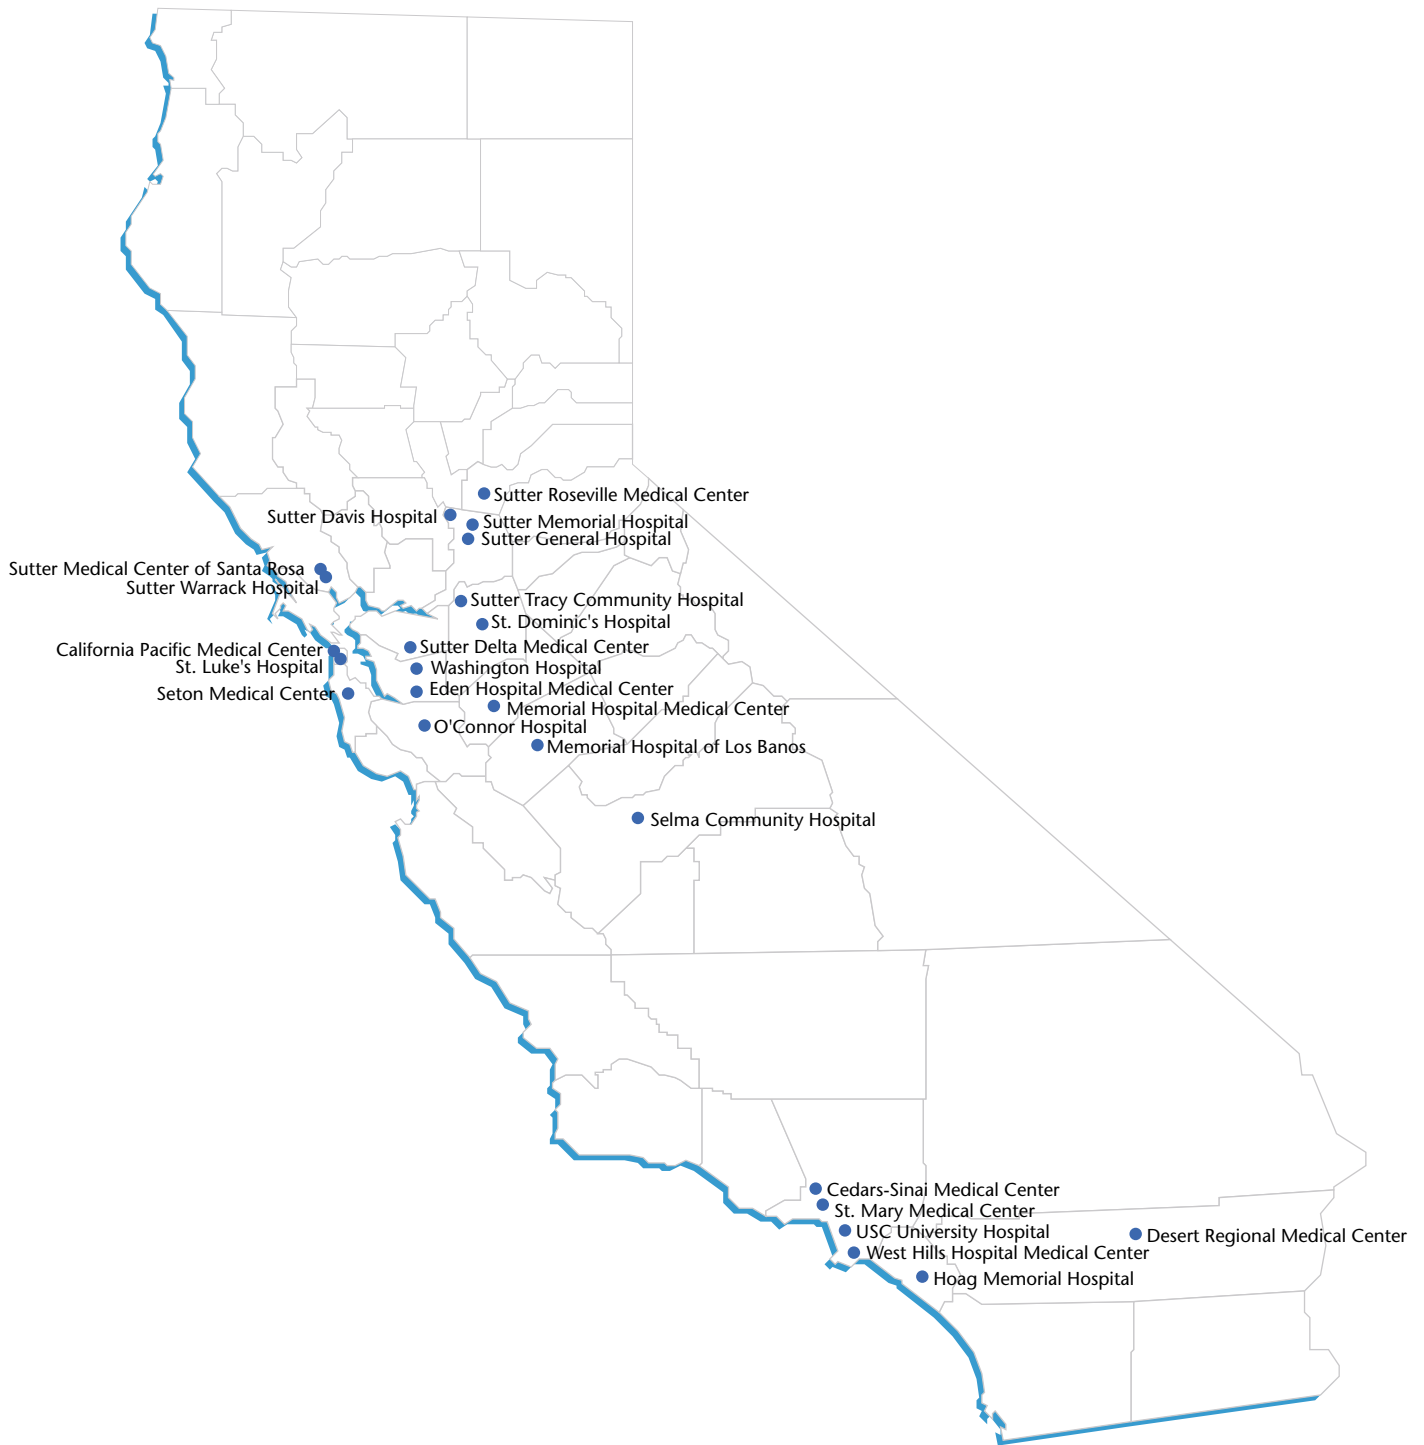 Sutter Roseville Medical Center
Sutter Davis Hospital
Sutter Memorial Hospital
Sutter General Hospital
Sutter Medical Center of Santa Rosa
Sutter Warrack Hospital
Sutter Tracy Community Hospital
St. Dominic's Hospital
Sutter Delta Medical Center
California Pacific Medical Center
St. Luke's Hospital
Washington Hospital
Seton Medical Center
Eden Hospital Medical Center
Memorial Hospital Medical Center
O'Connor Hospital
Memorial Hospital of Los Banos
Selma Community Hospital
Cedars-Sinai Medical Center
St. Mary Medical Center
USC University Hospital
Desert Regional Medical Center
West Hills Hospital Medical Center
Hoag Memorial Hospital